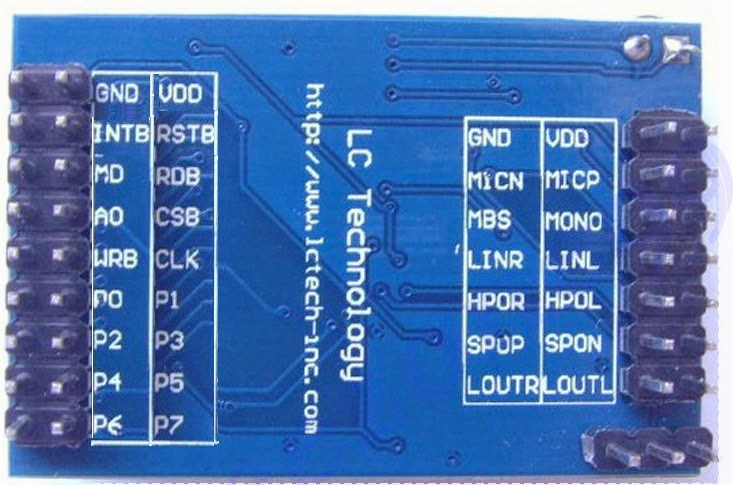 GND VDD
INTB RSTB
MD RDB
A0 CSB
WRB CLK
P0 P1
P2 P3
P4 P5
P6 P7
http://www.lctech-inc.com
LC Technology
GND VDD
MICN MICP
MBS MONO
LINR LINL
HPOR HPOL
SPOP SPON
LOUTR LOUTL